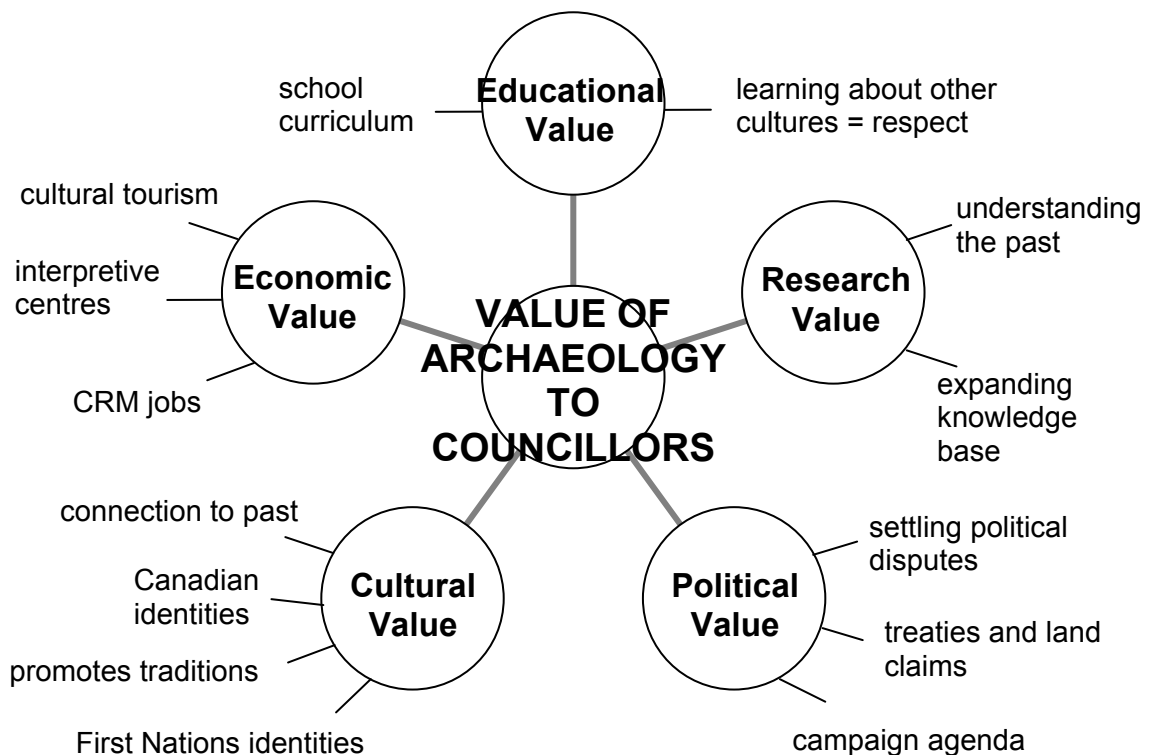 Educational
Value
school
curriculum
learning about other
cultures = respect
cultural tourism
interpretive
centres
CRM jobs
Economic
Value
understanding
the past
Research
Value
expanding
knowledge
base
VALUE OF
ARCHAEOLOGY
TO
COUNCILLORS
connection to past
Canadian
identities
promotes traditions
First Nations identities
Cultural
Value
Political
Value
settling political
disputes
treaties and land
claims
campaign agenda